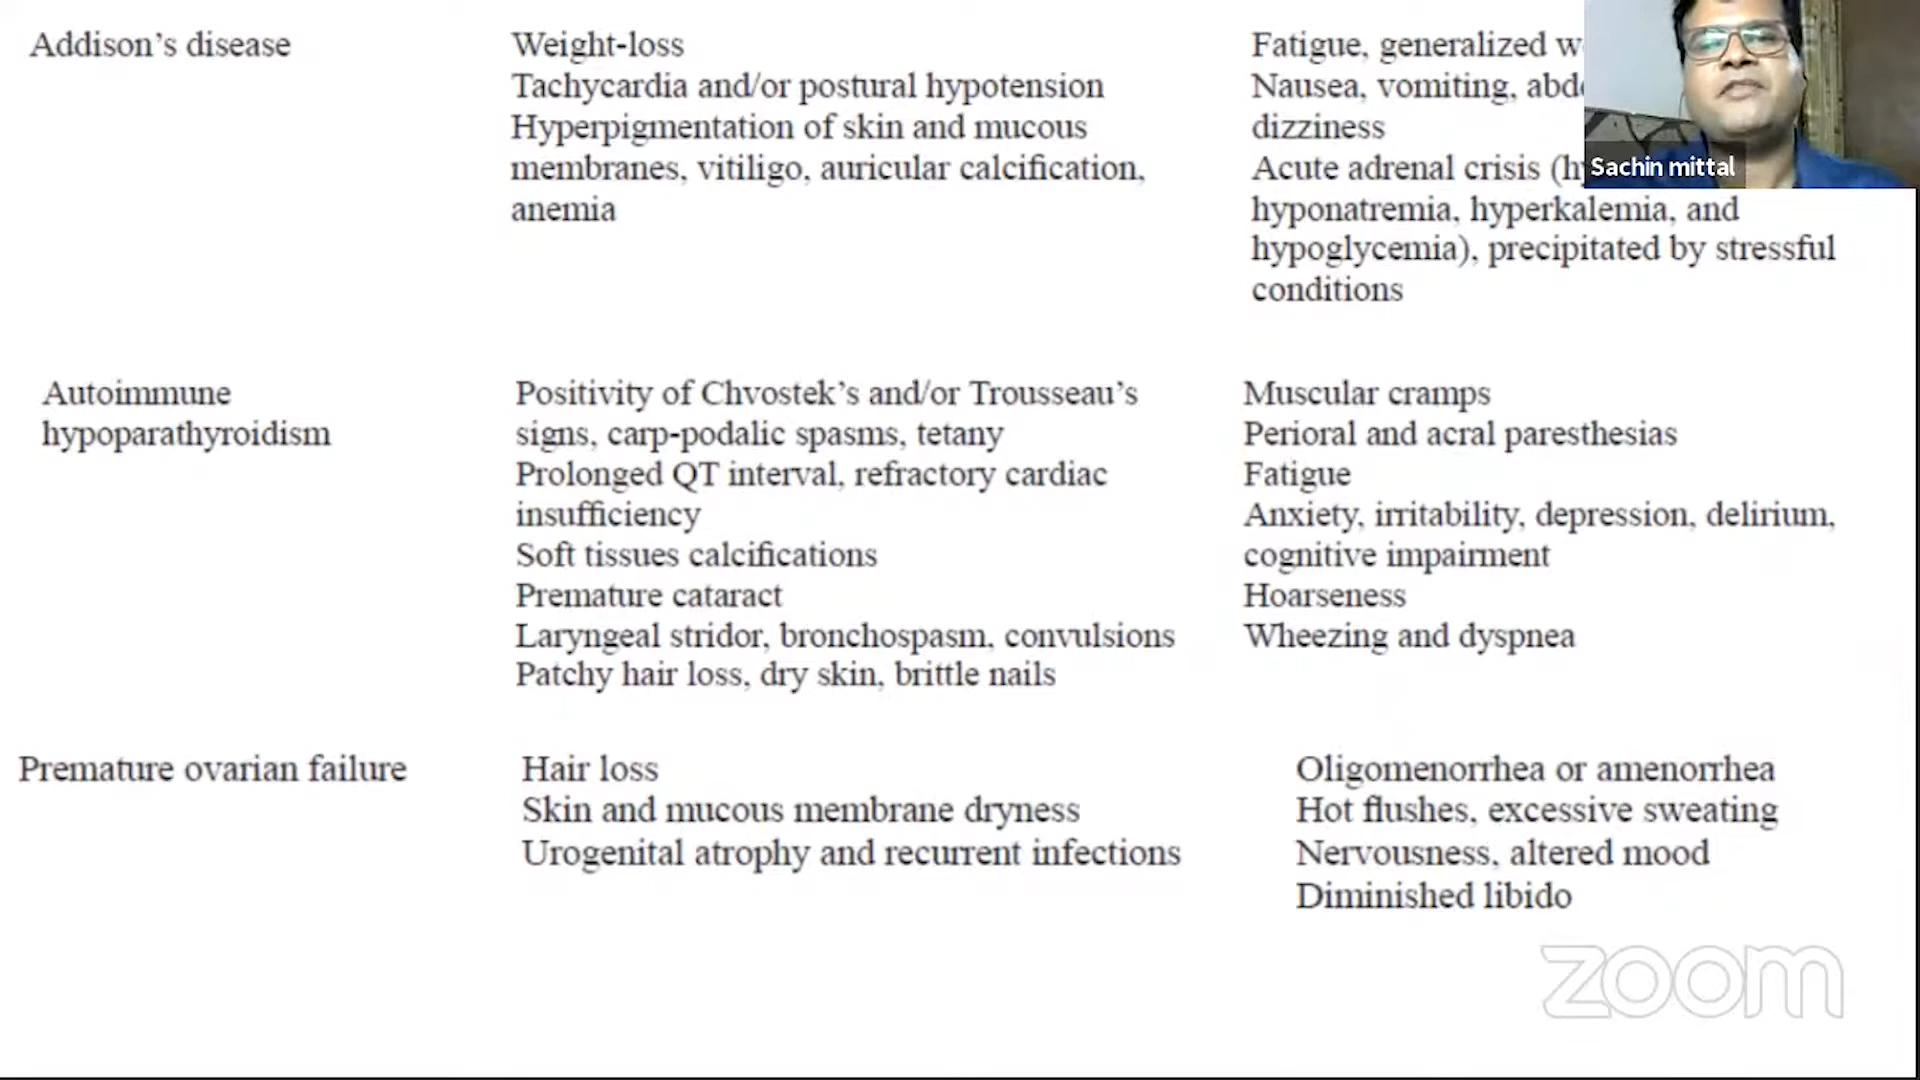 Addison's disease
Weight-loss
Tachycardia and/or postural hypotension
Hyperpigmentation of skin and mucous
membranes, vitiligo, auricular calcification,
anemia
Fatigue, generalized
Nausea, vomiting,
dizziness
Acute adrenal crisis
hyponatremia, hyperkalemia, and
hypoglycemia), precipitated by stressful
conditions
Sachin mittal
Autoimmune
hypoparathyroidism
Positivity of Chvostek's and/or Trousseau's
signs, carp-podalic spasms, tetany
Prolonged QT interval, refractory cardiac
insufficiency
Soft tissues calcifications
Premature cataract
Laryngeal stridor, bronchospasm, convulsions
Patchy hair loss, dry skin, brittle nails
Muscular cramps
Perioral and acral paresthesias
Fatigue
Anxiety, irritability, depression, delirium,
cognitive impairment
Hoarseness
Wheezing and dyspnea
Premature ovarian failure
Hair loss
Skin and mucous membrane dryness
Urogenital atrophy and recurrent infections
Oligomenorrhea or amenorrhea
Hot flushes, excessive sweating
Nervousness, altered mood
Diminished libido
zoom